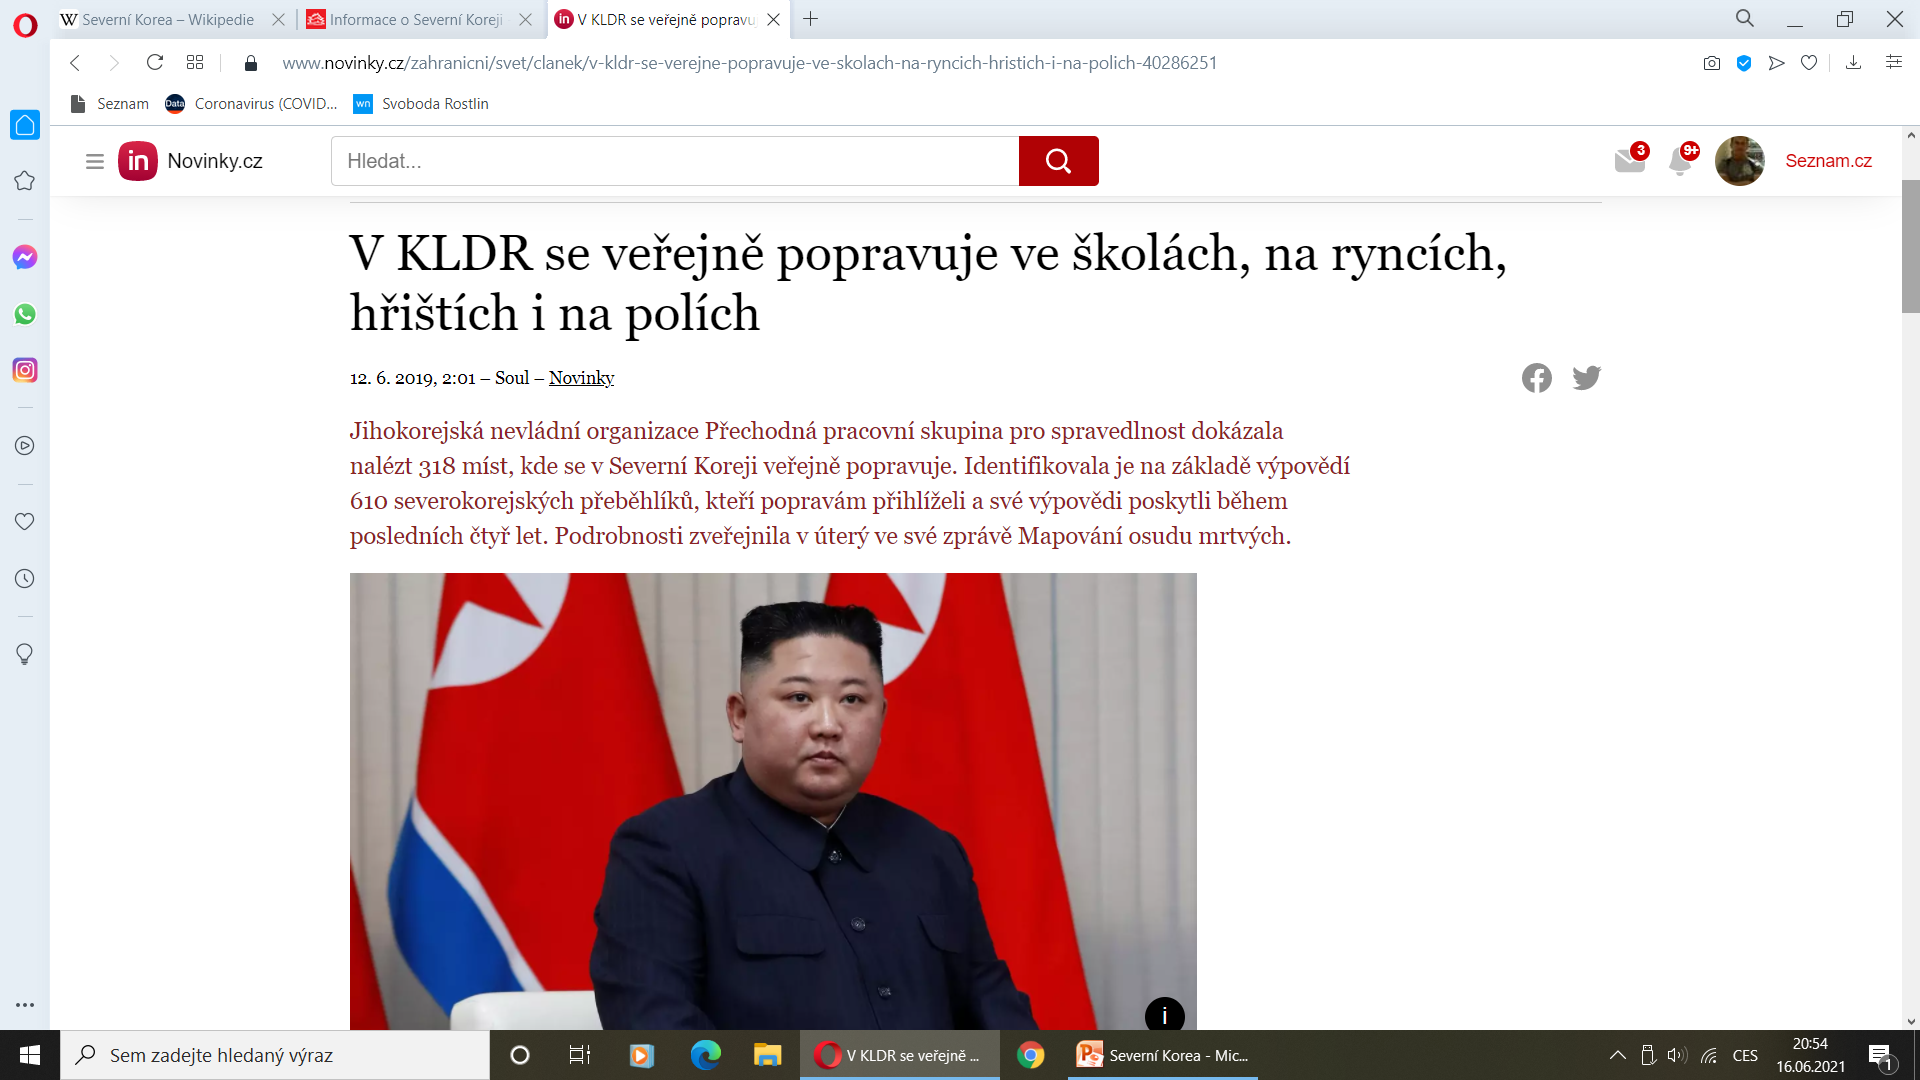 Severní Korea – Wikipedie
Informace o Severní Koreji
V KLDR se veřejně popravu
www.novinky.cz/zahranicni/svet/clanek/v-kldr-se-verejne-popravuje-ve-skolach-na-ryncich-hristich-i-na-polich-40286251
Seznam
Data
Coronavirus (COVID...
wn
Svoboda Rostlin
in
Novinky.cz
Hledat...
3
9+
Seznam.cz
V KLDR se veřejně popravuje ve školách, na ryncích,
hřištích i na polích
12. 6. 2019, 2:01 – Soul – Novinky
Jihokorejská nevládní organizace Přechodná pracovní skupina pro spravedlnost dokázala
nalézt 318 míst, kde se v Severní Koreji veřejně popravuje. Identifikovala je na základě výpovědí
610 severokorejských přeběhlíků, kteří popravám přihlíželi a své výpovědi poskytli během
posledních čtyř let. Podrobnosti zveřejnila v úterý ve své zprávě Mapování osudu mrtvých.
i
Sem zadejte hledaný výraz
V KLDR se veřejně ...
Severní Korea - Mic...
CES
20:54
16.06.2021
1